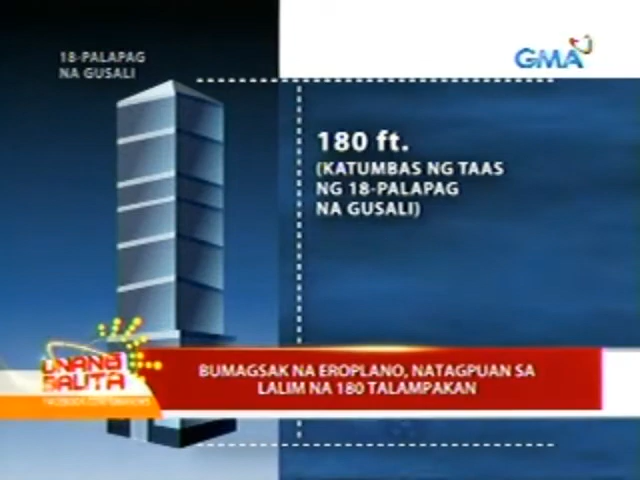 18-PALAPAG
NA GUSALI
GMA
180 ft.
(KATUMBAS NG TAAS
NG 18-PALAPAG
NA GUSALI)
UNANG
BALITA
BUMAGSAK NA EROPLANO, NATAGPUAN SA
LALIM NA 180 TALAMPAKAN